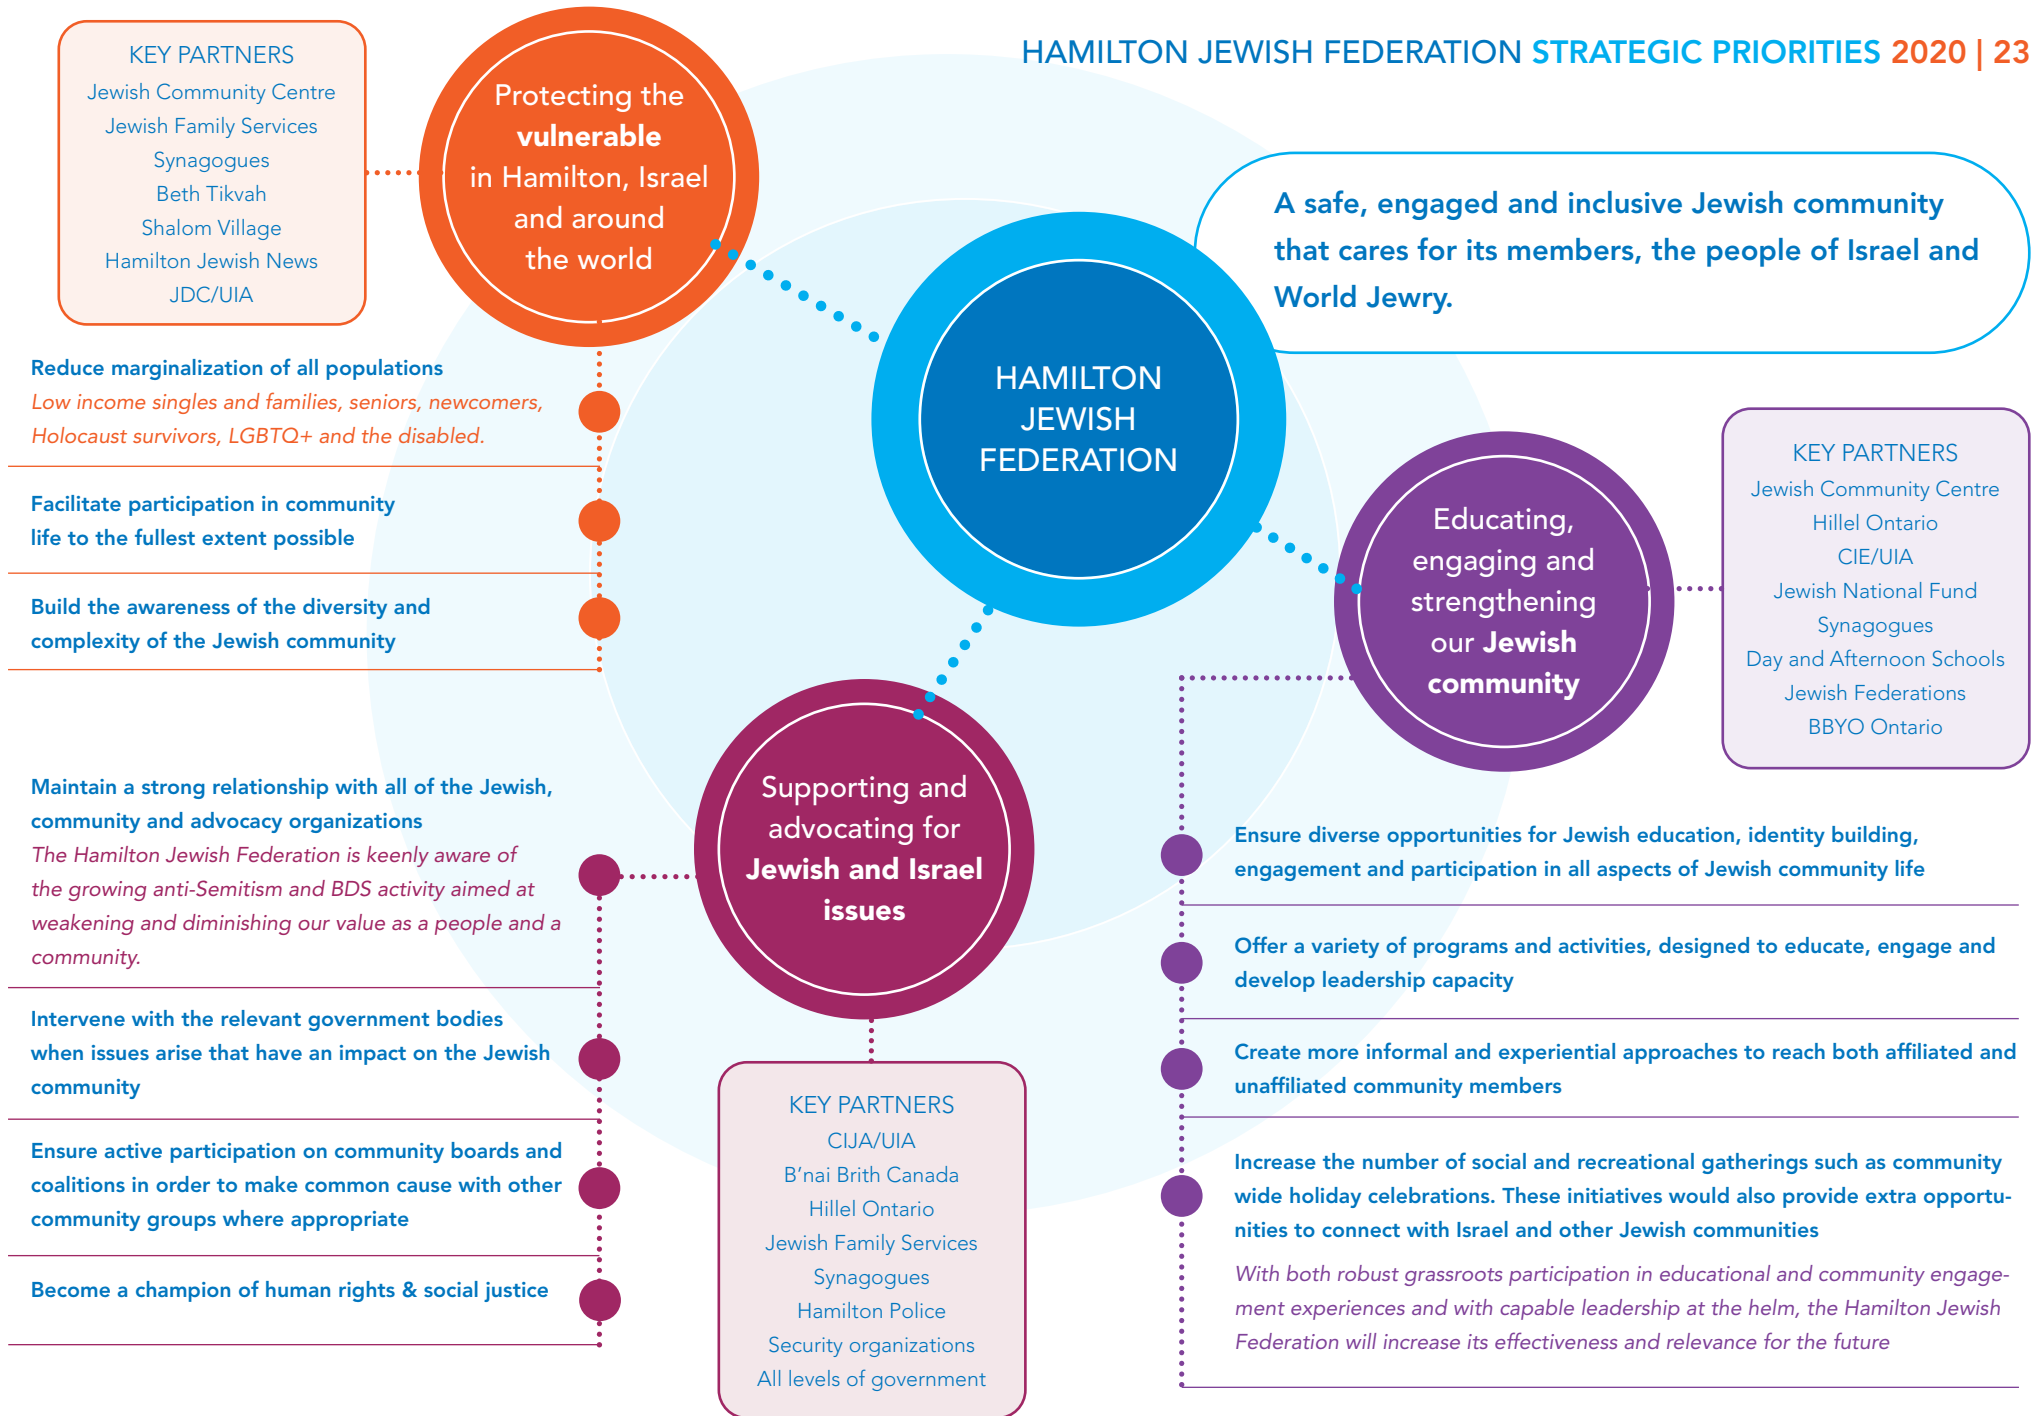 HAMILTON JEWISH FEDERATION STRATEGIC PRIORITIES 2020 | 23
KEY PARTNERS
Jewish Community Centre
Jewish Family Services
Synagogues
Beth Tikvah
Shalom Village
Hamilton Jewish News
JDC/UIA
Protecting the
vulnerable
in Hamilton, Israel
and around
the world
A safe, engaged and inclusive Jewish community
that cares for its members, the people of Israel and
World Jewry.
HAMILTON
JEWISH
FEDERATION
Reduce marginalization of all populations
Low income singles and families, seniors, newcomers,
Holocaust survivors, LGBTQ+ and the disabled.
Facilitate participation in community
life to the fullest extent possible
Build the awareness of the diversity and
complexity of the Jewish community
Educating,
engaging and
strengthening
our Jewish
community
KEY PARTNERS
Jewish Community Centre
Hillel Ontario
CIE/UIA
Jewish National Fund
Synagogues
Day and Afternoon Schools
Jewish Federations
BBYO Ontario
Supporting and
advocating for
Jewish and Israel
issues
Maintain a strong relationship with all of the Jewish,
community and advocacy organizations
The Hamilton Jewish Federation is keenly aware of
the growing anti-Semitism and BDS activity aimed at
weakening and diminishing our value as a people and a
community.
Intervene with the relevant government bodies
when issues arise that have an impact on the Jewish
community
Ensure active participation on community boards and
coalitions in order to make common cause with other
community groups where appropriate
Become a champion of human rights & social justice
KEY PARTNERS
CIJA/UIA
B’nai Brith Canada
Hillel Ontario
Jewish Family Services
Synagogues
Hamilton Police
Security organizations
All levels of government
Ensure diverse opportunities for Jewish education, identity building,
engagement and participation in all aspects of Jewish community life
Offer a variety of programs and activities, designed to educate, engage and
develop leadership capacity
Create more informal and experiential approaches to reach both affiliated and
unaffiliated community members
Increase the number of social and recreational gatherings such as community
wide holiday celebrations. These initiatives would also provide extra opportu-
nities to connect with Israel and other Jewish communities
With both robust grassroots participation in educational and community engage-
ment experiences and with capable leadership at the helm, the Hamilton Jewish
Federation will increase its effectiveness and relevance for the future